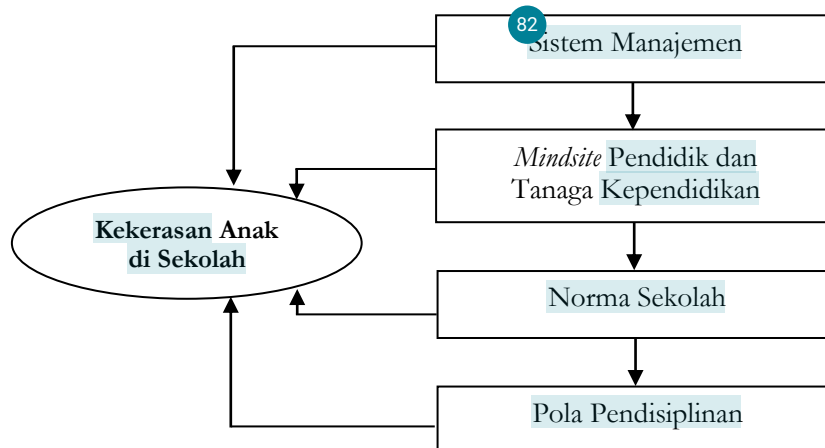 82
Sistem Manajemen
Mindsite Pendidik dan
Tanaga Kependidikan
Kekerasan Anak
di Sekolah
Norma Sekolah
Pola Pendisiplinan